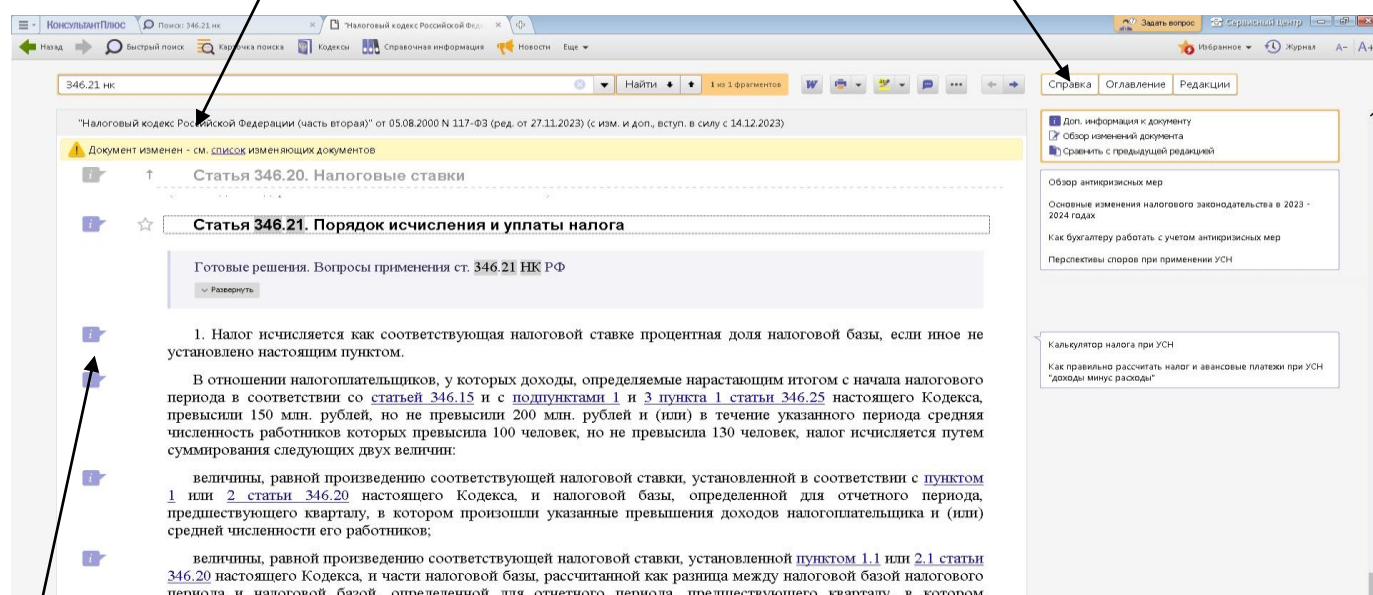 КонсультантПлюс
Поиск: 346.21 нк
"Налоговый кодекс Российской Фед
Задать вопрос
Сервисный Центр
Назад
Быстрый поиск
Карточка поиска
Кодексы
Справочная информация
Новости
Еще
Избранное
Журнал
A-
A+
346.21 нк
Найти
1 из 1 фрагментов
W
Справка
Оглавление
Редакции
"Налоговый кодекс Российской Федерации (часть вторая)" от 05.08.2000 N 117-ФЗ (ред. от 27.11.2023) (с изм. и доп., вступ. в силу с 14.12.2023)
Документ изменен - см. список изменяющих документов
Статья 346.20. Налоговые ставки
Статья 346.21. Порядок исчисления и уплаты налога
Готовые решения. Вопросы применения ст. 346.21 НК РФ
Развернуть
1. Налог исчисляется как соответствующая налоговой ставке процентная доля налоговой базы, если иное не
установлено настоящим пунктом.
В отношении налогоплательщиков, у которых доходы, определяемые нарастающим итогом с начала налогового
периода в соответствии со статьей 346.15 и с подпунктами 1 и 3 пункта 1 статьи 346.25 настоящего Кодекса,
превысили 150 млн. рублей, но не превысили 200 млн. рублей и (или) в течение указанного периода средняя
численность работников которых превысила 100 человек, но не превысила 130 человек, налог исчисляется путем
суммирования следующих двух величин:
величины, равной произведению соответствующей налоговой ставки, установленной в соответствии с пунктом
1 или 2 статьи 346.20 настоящего Кодекса, и налоговой базы, определенной для отчетного периода,
предшествующего кварталу, в котором произошли указанные превышения доходов налогоплательщика и (или)
средней численности его работников;
величины, равной произведению соответствующей налоговой ставки, установленной пунктом 1.1 или 2.1 статьи
346.20 настоящего Кодекса, и части налоговой базы, рассчитанной как разница между налоговой базой налогового
периода и налоговой базой, определенной для отчетного периода, предшествующего кварталу, в котором
Доп. информация к документу
Обзор изменений документа
Сравнить с предыдущей редакцией
Обзор антикризисных мер
Основные изменения налогового законодательства в 2023 -
2024 годах
Как бухгалтеру работать с учетом антикризисных мер
Перспективы споров при применении УСН
Калькулятор налога при УСН
Как правильно рассчитать налог и авансовые платежи при УСН
"доходы минус расходы"